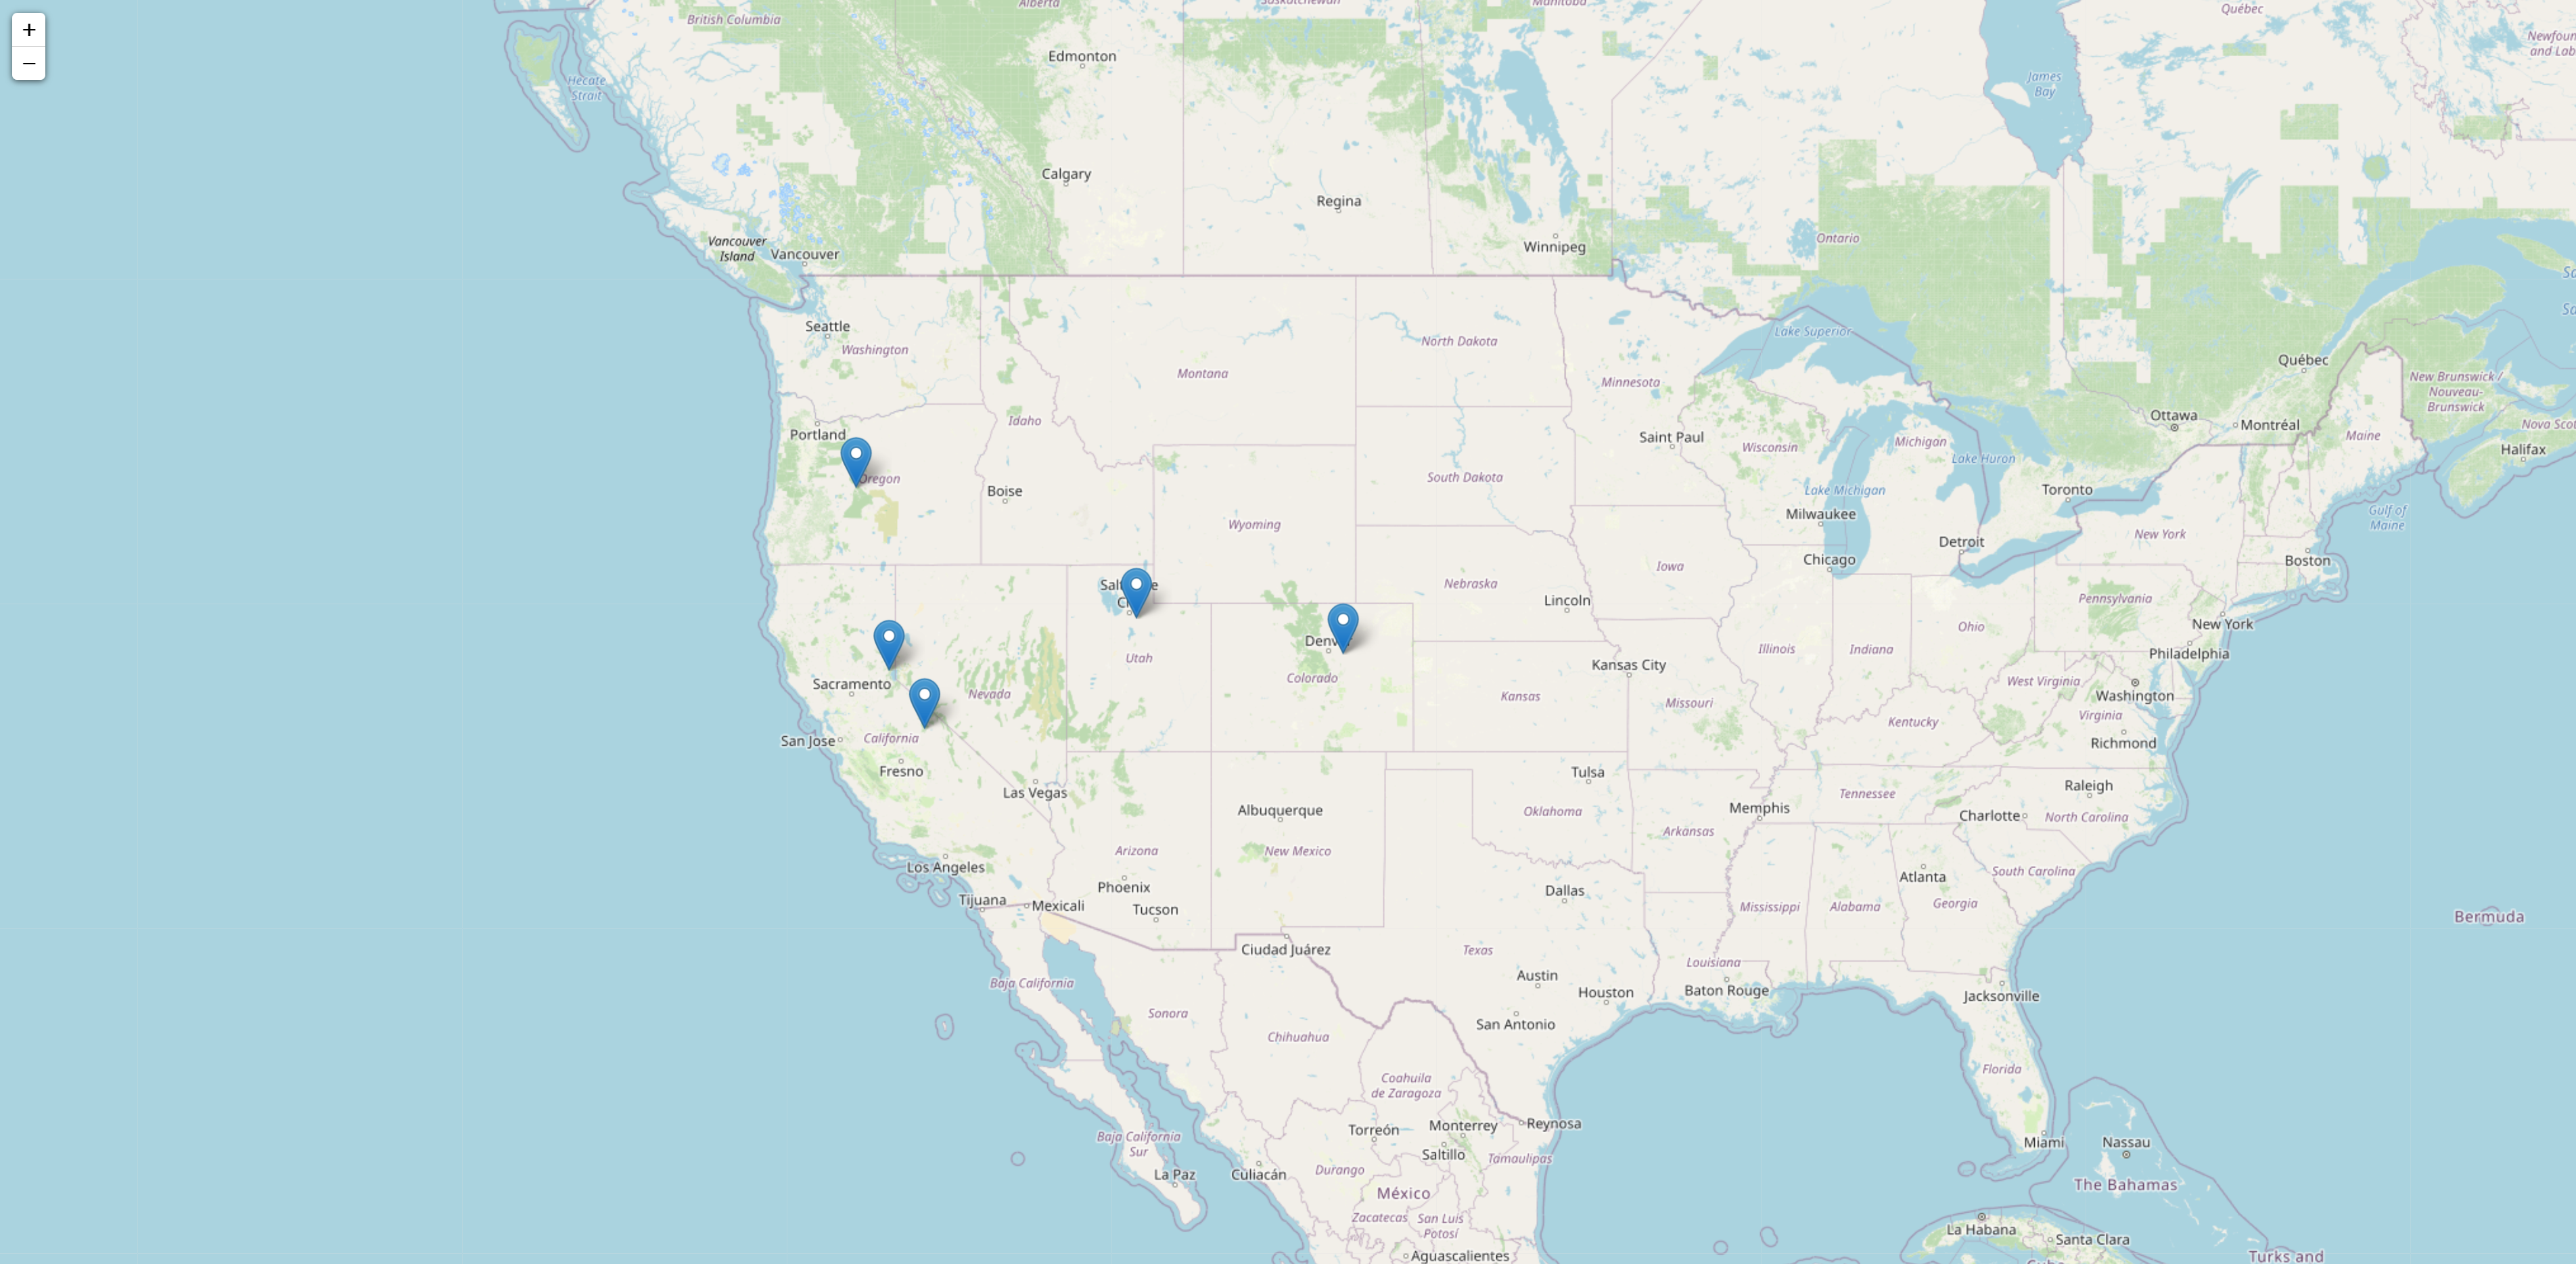 +
−
British Columbia
Alberta
Saskatchewan
Manitoba
Québec
Edmonton
Hecate
Strait
James
Bay
Calgary
Regina
Winnipeg
Ontario
Vancouver
Island
Vancouver
Seattle
Washington
Montana
North Dakota
Minnesota
Lake Superior
Québec
New Brunswick /
Nouveau-
Brunswick
Ottawa
Montréal
Maine
Nova Sco
Halifax
Portland
Oregon
Idaho
Boise
Wyoming
South Dakota
Saint Paul
Wisconsin
Michigan
Lake Huron
Lake Michigan
Toronto
Milwaukee
Detroit
Chicago
New York
Gulf of
Maine
Boston
Iowa
Nebraska
Lincoln
Pennsylvania
New York
Philadelphia
Ohio
Indiana
Illinois
Utah
Colorado
Kansas City
Kansas
Missouri
West Virginia
Washington
Virginia
Richmond
Kentucky
Sacramento
Nevada
San Jose
California
Fresno
Las Vegas
Albuquerque
New Mexico
Tulsa
Oklahoma
Memphis
Arkansas
Tennessee
Raleigh
Charlotte
North Carolina
South Carolina
Atlanta
Georgia
Alabama
Mississippi
Los Angeles
Arizona
Phoenix
Tucson
Tijuana
Mexicali
Dallas
Bermuda
Ciudad Juárez
Texas
Louisiana
Austin
Houston
Baton Rouge
Jacksonville
San Antonio
Baja California
Sonora
Chihuahua
Florida
Coahuila
de Zaragoza
Torreón
Monterrey
Reynosa
Saltillo
Tamaulipas
Miami
Nassau
The Bahamas
Baja California
Sur
La Paz
Culiacán
Durango
México
Zacatecas
San Luis
Potosí
Aguascalientes
La Habana
Santa Clara
Turks and